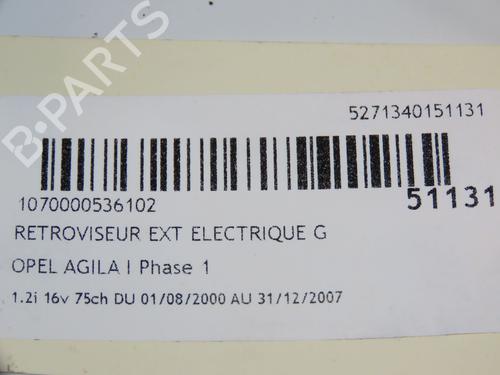 B-PARTS
5271340151131
1070000536102
51131
RETROVISEUR EXT ELECTRIQUE G
OPEL AGILA I Phase 1
1.2i 16v 75ch DU 01/08/2000 AU 31/12/2007